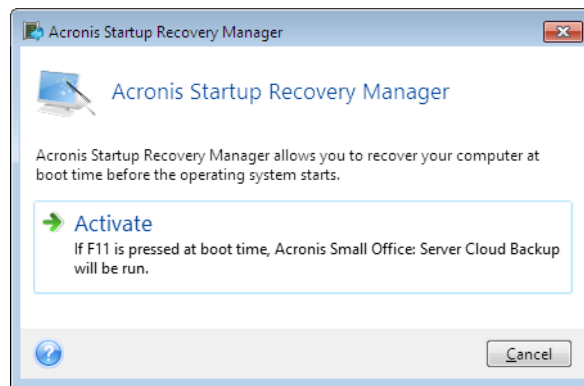 Acronis Startup Recovery Manager
Acronis Startup Recovery Manager
Acronis Startup Recovery Manager allows you to recover your computer at
boot time before the operating system starts.
Activate
If F11 is pressed at boot time, Acronis Small Office: Server Cloud Backup
will be run.
Cancel